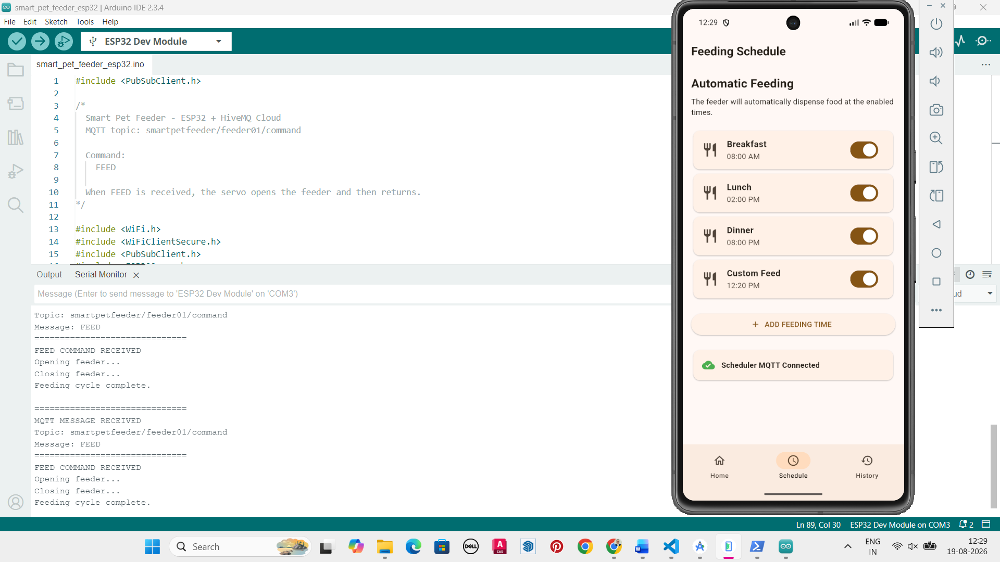 smart_pet_feeder_esp32 | Arduino IDE 2.3.4
File Edit Sketch Tools Help
ESP32 Dev Module
smart_pet_feeder_esp32.ino
1 #include <PubSubClient.h>
2
3 /*
4 Smart Pet Feeder - ESP32 + HiveMQ Cloud
5 MQTT topic: smartpetfeeder/feeder01/command
6
7 Command:
8 FEED
9
10 When FEED is received, the servo opens the feeder and then returns.
11 */
12
13 #include <WiFi.h>
14 #include <WiFiClientSecure.h>
15 #include <PubSubClient.h>
Output Serial Monitor
Message (Enter to send message to 'ESP32 Dev Module' on 'COM3')
ud
Topic: smartpetfeeder/feeder01/command
Message: FEED
==============================
FEED COMMAND RECEIVED
Opening feeder...
Closing feeder...
Feeding cycle complete.
==============================
MQTT MESSAGE RECEIVED
Topic: smartpetfeeder/feeder01/command
Message: FEED
==============================
FEED COMMAND RECEIVED
Opening feeder...
Closing feeder...
Feeding cycle complete.
12:29
Feeding Schedule
Automatic Feeding
The feeder will automatically dispense food at the enabled
times.
Breakfast
08:00 AM
Lunch
02:00 PM
Dinner
08:00 PM
Custom Feed
12:20 PM
+ ADD FEEDING TIME
Scheduler MQTT Connected
Home Schedule History
Ln 89, Col 30 ESP32 Dev Module on COM3 2
Search
DELL
A
CAD
W
ENG
IN
12:29
19-08-2026